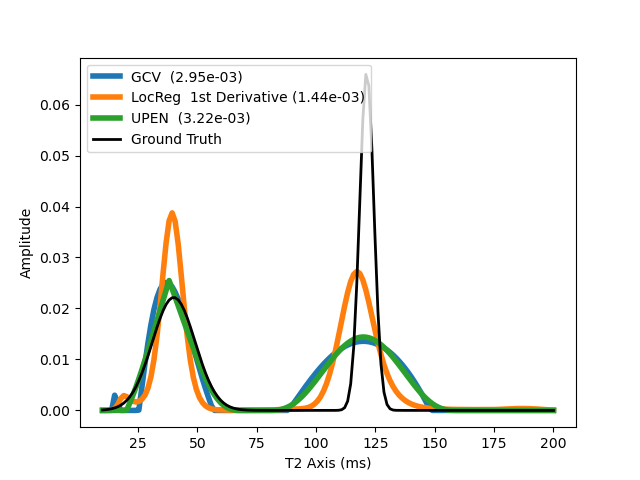 GCV (2.95e-03)
LocReg 1st Derivative (1.44e-03)
UPEN (3.22e-03)
Ground Truth
0.06
0.05
0.04
0.03
0.02
0.01
0.00
Amplitude
25 50 75 100 125 150 175 200
T2 Axis (ms)